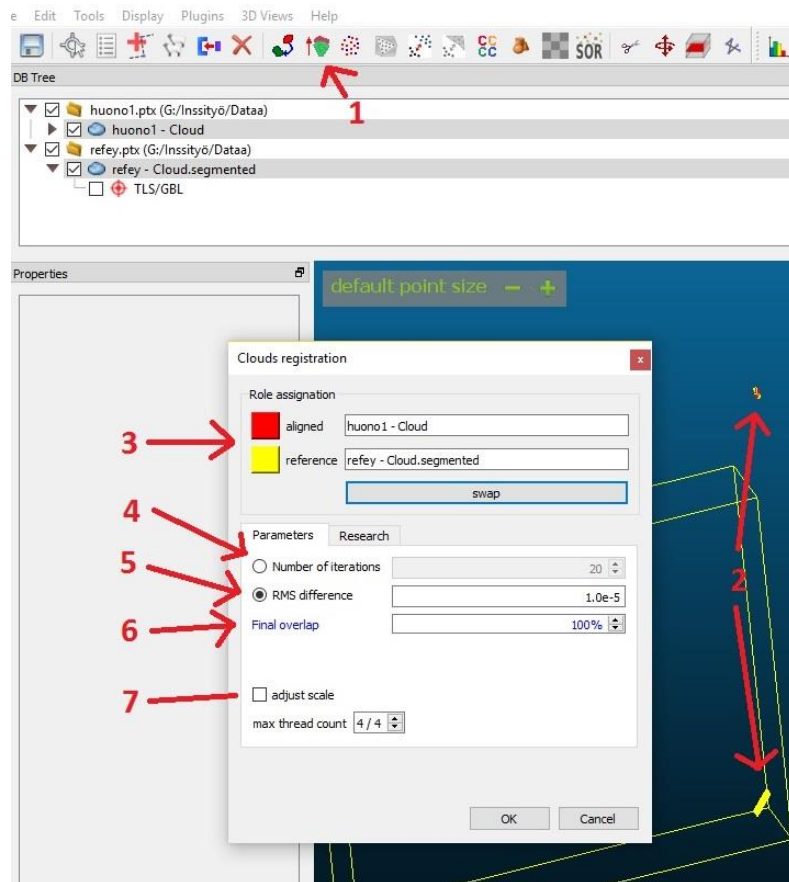 e Edit Tools Display Plugins 3D Views Help
CC
CC
SOR
1
DB Tree
huono1.ptx (G:/Inssityö/Dataa)
huono1 - Cloud
refey.ptx (G:/Inssityö/Dataa)
refey - Cloud.segmented
TLS/GBL
Properties
default point size − +
Clouds registration
x
Role assignation
3
aligned huono1 - Cloud
reference refey - Cloud.segmented
swap
4
Parameters Research
5
Number of iterations 20
2
RMS difference 1.0e-5
6
Final overlap 100%
7
adjust scale
max thread count 4 / 4
OK Cancel